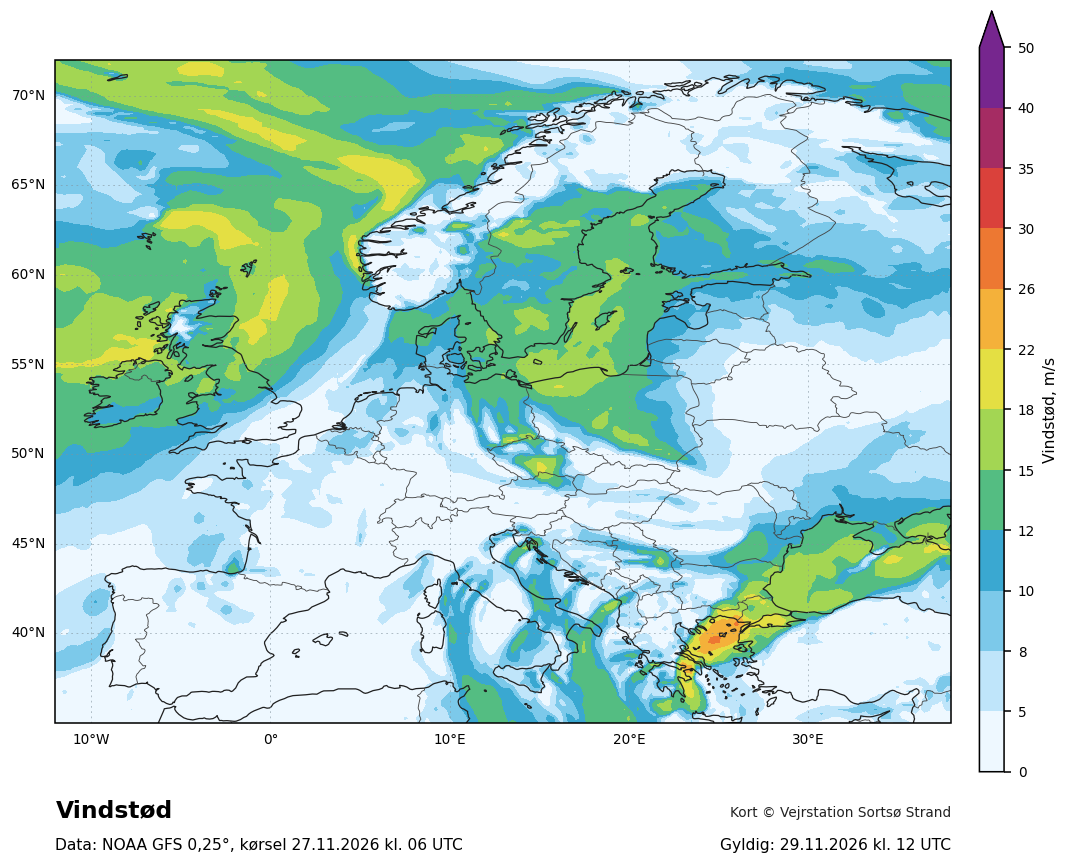 50
40
35
30
26
22
18
15
12
10
8
5
0
Vindstød, m/s
70°N
65°N
60°N
55°N
50°N
45°N
40°N
10°W
0°
10°E
20°E
30°E
Vindstød
Kort © Vejrstation Sortsø Strand
Data: NOAA GFS 0,25°, kørsel 27.11.2026 kl. 06 UTC
Gyldig: 29.11.2026 kl. 12 UTC